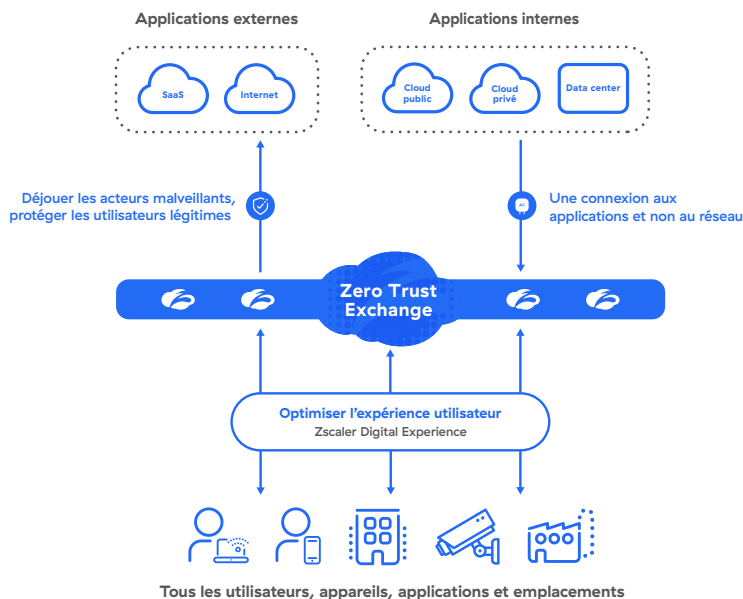 Applications externes
Applications internes
SaaS
Internet
Cloud
public
Cloud
privé
Data center
Déjouer les acteurs malveillants,
protéger les utilisateurs légitimes
AC
Une connexion aux
applications et non au réseau
Zero Trust
Exchange
Optimiser l'expérience utilisateur
Zscaler Digital Experience
Tous les utilisateurs, appareils, applications et emplacements